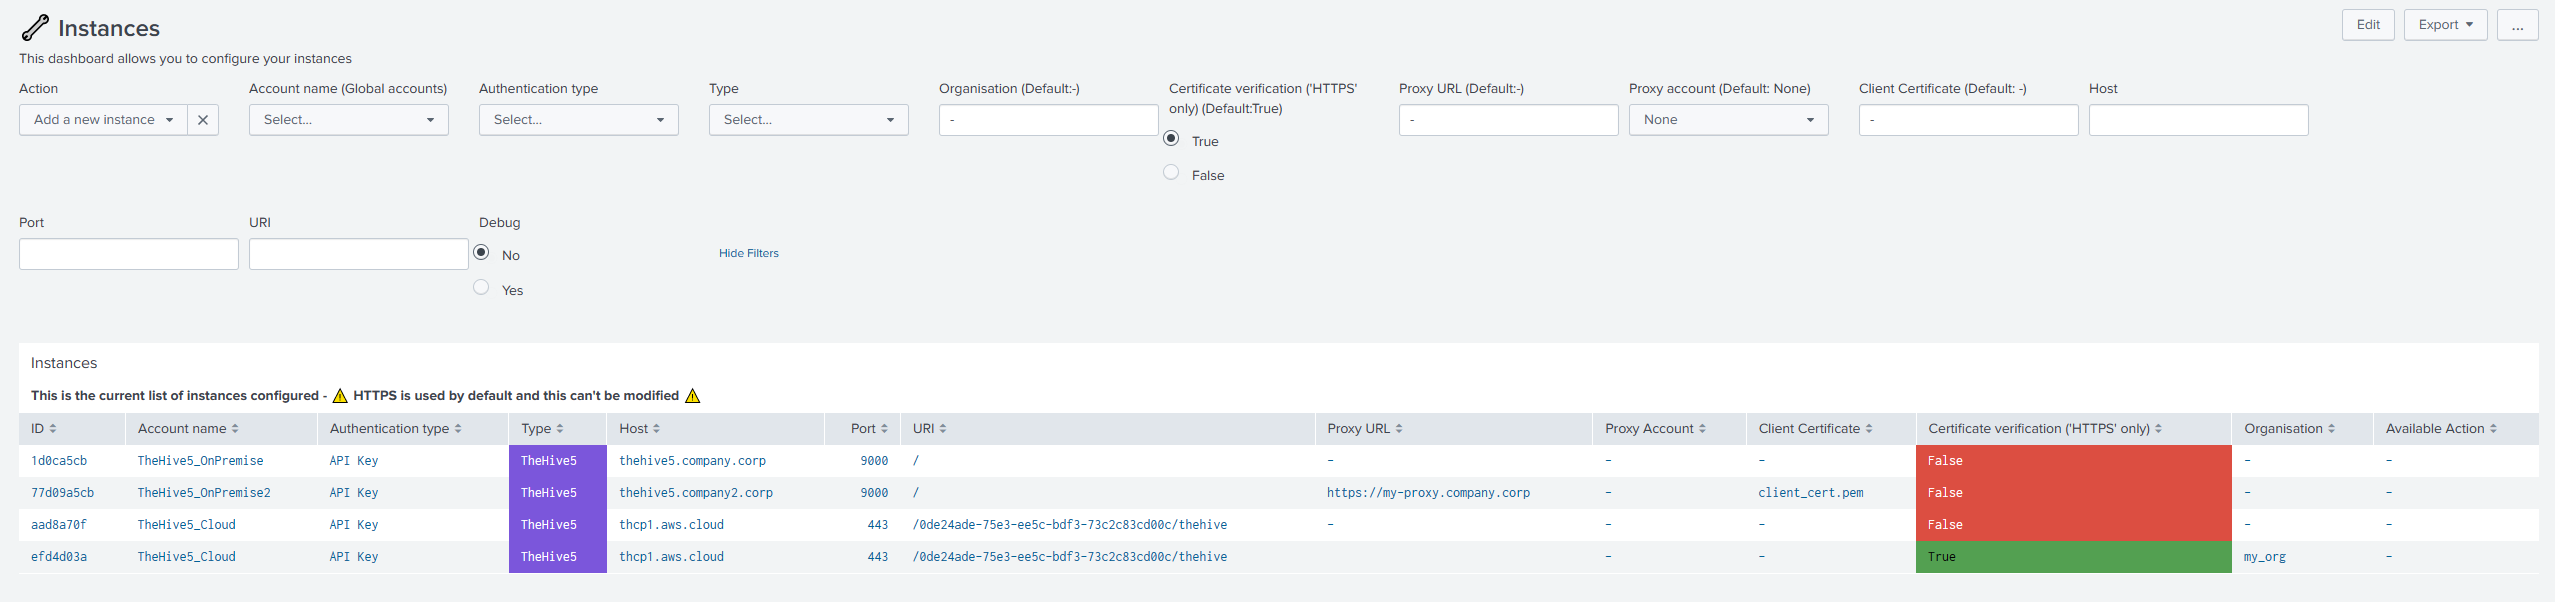 Instances
Edit
Export
...
This dashboard allows you to configure your instances
Action
Account name (Global accounts)
Authentication type
Type
Organisation (Default:-)
Certificate verification ('HTTPS' only) (Default:True)
Proxy URL (Default:-)
Proxy account (Default: None)
Client Certificate (Default: -)
Host
Add a new instance
Select...
Select...
Select...
-
True
False
-
None
-
Port
URI
Debug
No
Yes
Hide Filters
Instances
This is the current list of instances configured - ⚠ HTTPS is used by default and this can't be modified ⚠
ID Account name Authentication type Type Host Port URI Proxy URL Proxy Account Client Certificate Certificate verification ('HTTPS' only) Organisation Available Action
1d0ca5cb TheHive5_OnPremise API Key TheHive5 thehive5.company.corp 9000 / - - - False - -
77d09a5cb TheHive5_OnPremise2 API Key TheHive5 thehive5.company2.corp 9000 / https://my-proxy.company.corp - client_cert.pem False - -
aad8a70f TheHive5_Cloud API Key TheHive5 thcp1.aws.cloud 443 /0de24ade-75e3-ee5c-bdf3-73c2c83cd00c/thehive - - - False - -
efd4d03a TheHive5_Cloud API Key TheHive5 thcp1.aws.cloud 443 /0de24ade-75e3-ee5c-bdf3-73c2c83cd00c/thehive - - True my_org -